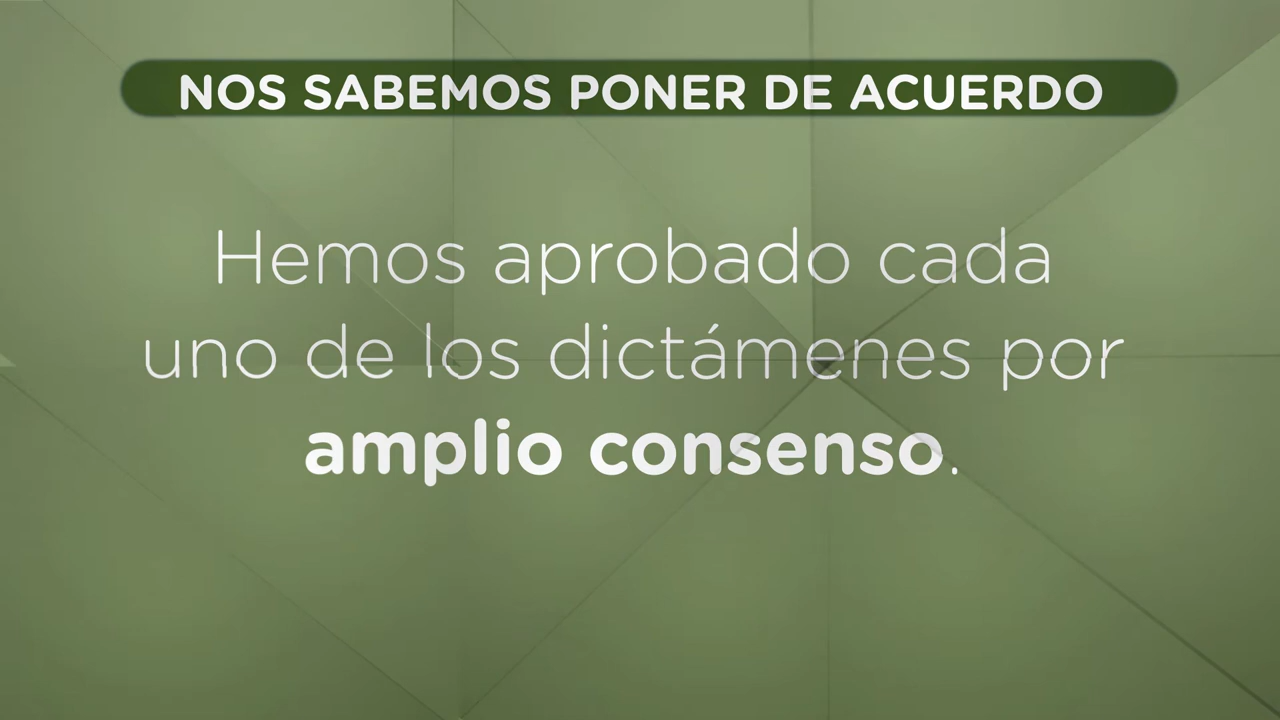 NOS SABEMOS PONER DE ACUERDO
Hemos aprobado cada
uno de los dictámenes por
amplio consenso.